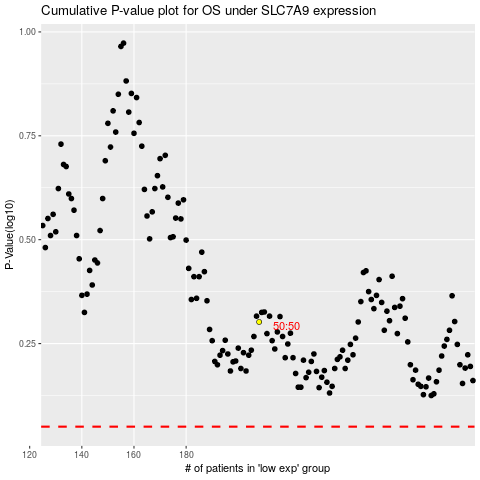 Cumulative P-value plot for OS under SLC7A9 expression
P-Value(log10)
1.00
0.75
0.50
0.25
50:50
120 140 160 180
# of patients in 'low exp' group